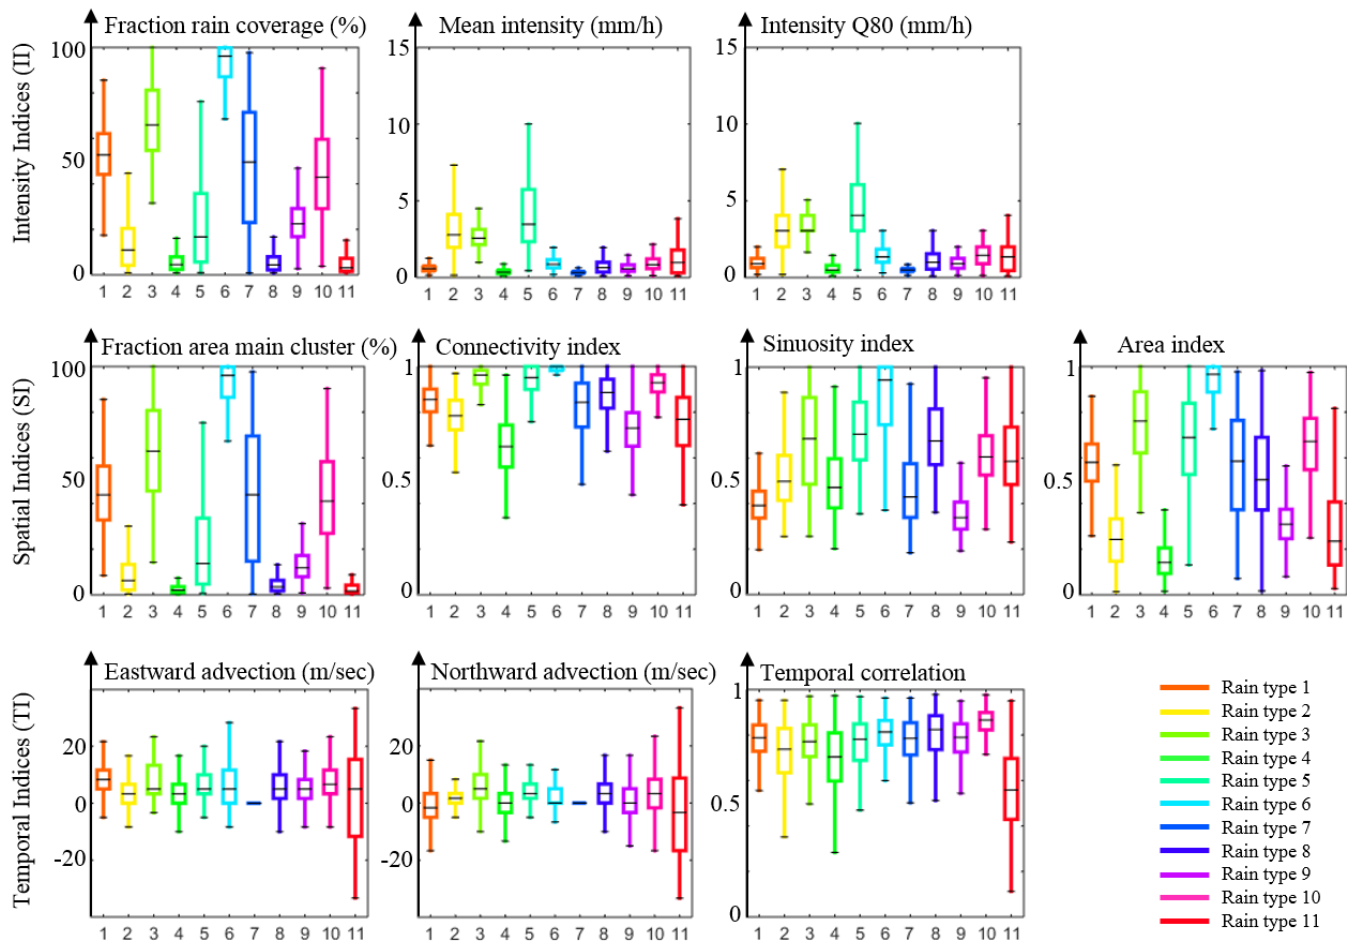 Fraction rain coverage (%)
Mean intensity (mm/h)
Intensity Q80 (mm/h)
Intensity Indices (II)
100
50
0
1 2 3 4 5 6 7 8 9 10 11
15
10
5
0
1 2 3 4 5 6 7 8 9 10 11
15
10
5
0
1 2 3 4 5 6 7 8 9 10 11
Fraction area main cluster (%)
Connectivity index
Sinuosity index
Area index
Spatial Indices (SI)
100
50
0
1 2 3 4 5 6 7 8 9 10 11
1
0.5
0
1 2 3 4 5 6 7 8 9 10 11
1
0.5
0
1 2 3 4 5 6 7 8 9 10 11
1
0.5
0
1 2 3 4 5 6 7 8 9 10 11
Eastward advection (m/sec)
Northward advection (m/sec)
Temporal correlation
Temporal Indices (TI)
20
0
-20
1 2 3 4 5 6 7 8 9 10 11
20
0
-20
1 2 3 4 5 6 7 8 9 10 11
1
0.5
0
1 2 3 4 5 6 7 8 9 10 11
Rain type 1
Rain type 2
Rain type 3
Rain type 4
Rain type 5
Rain type 6
Rain type 7
Rain type 8
Rain type 9
Rain type 10
Rain type 11